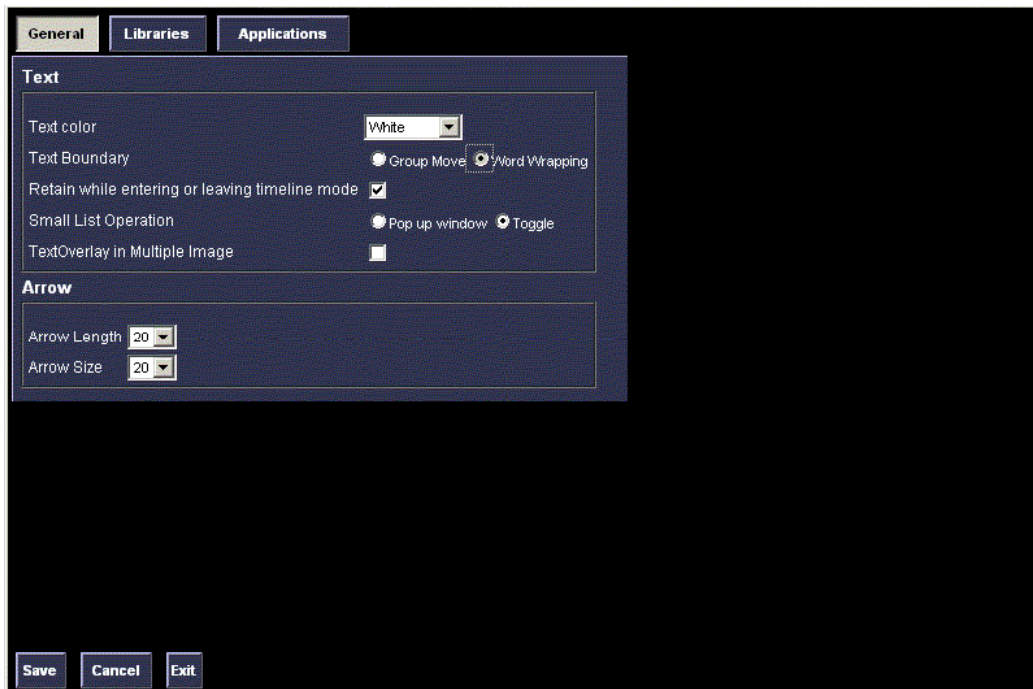 General Libraries Applications
Text
Text color White
Text Boundary Group Move Word Wrapping
Retain while entering or leaving timeline mode
Small List Operation Pop up window Toggle
TextOverlay in Multiple Image
Arrow
Arrow Length 20
Arrow Size 20
Save Cancel Exit